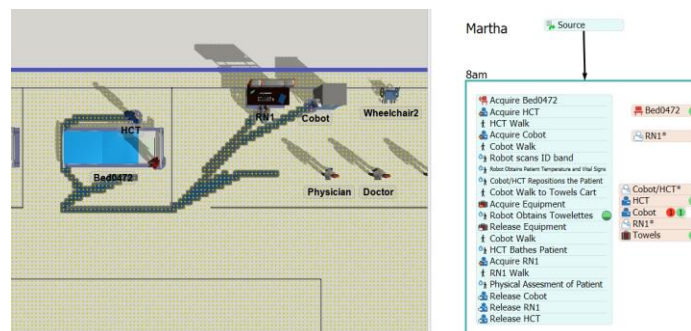 HCT
Bed0472
RN1
Cobot
Wheelchair2
Physician
Doctor
Martha
Source
8am
Acquire Bed0472
Acquire HCT
HCT Walk
Acquire Cobot
Cobot Walk
Robot scans ID band
Robot Obtains Patient Temperature and Vital Signs
Cobot/HCT Repositions the Patient
Cobot Walk to Towels Cart
Acquire Equipment
Robot Obtains Towelettes
Release Equipment
Cobot Walk
HCT Bathes Patient
Acquire RN1
RN1 Walk
Physical Assesment of Patient
Release Cobot
Release RN1
Release HCT
Bed0472
RN1*
Cobot/HCT*
HCT
Cobot 1 1
RN1*
Towels